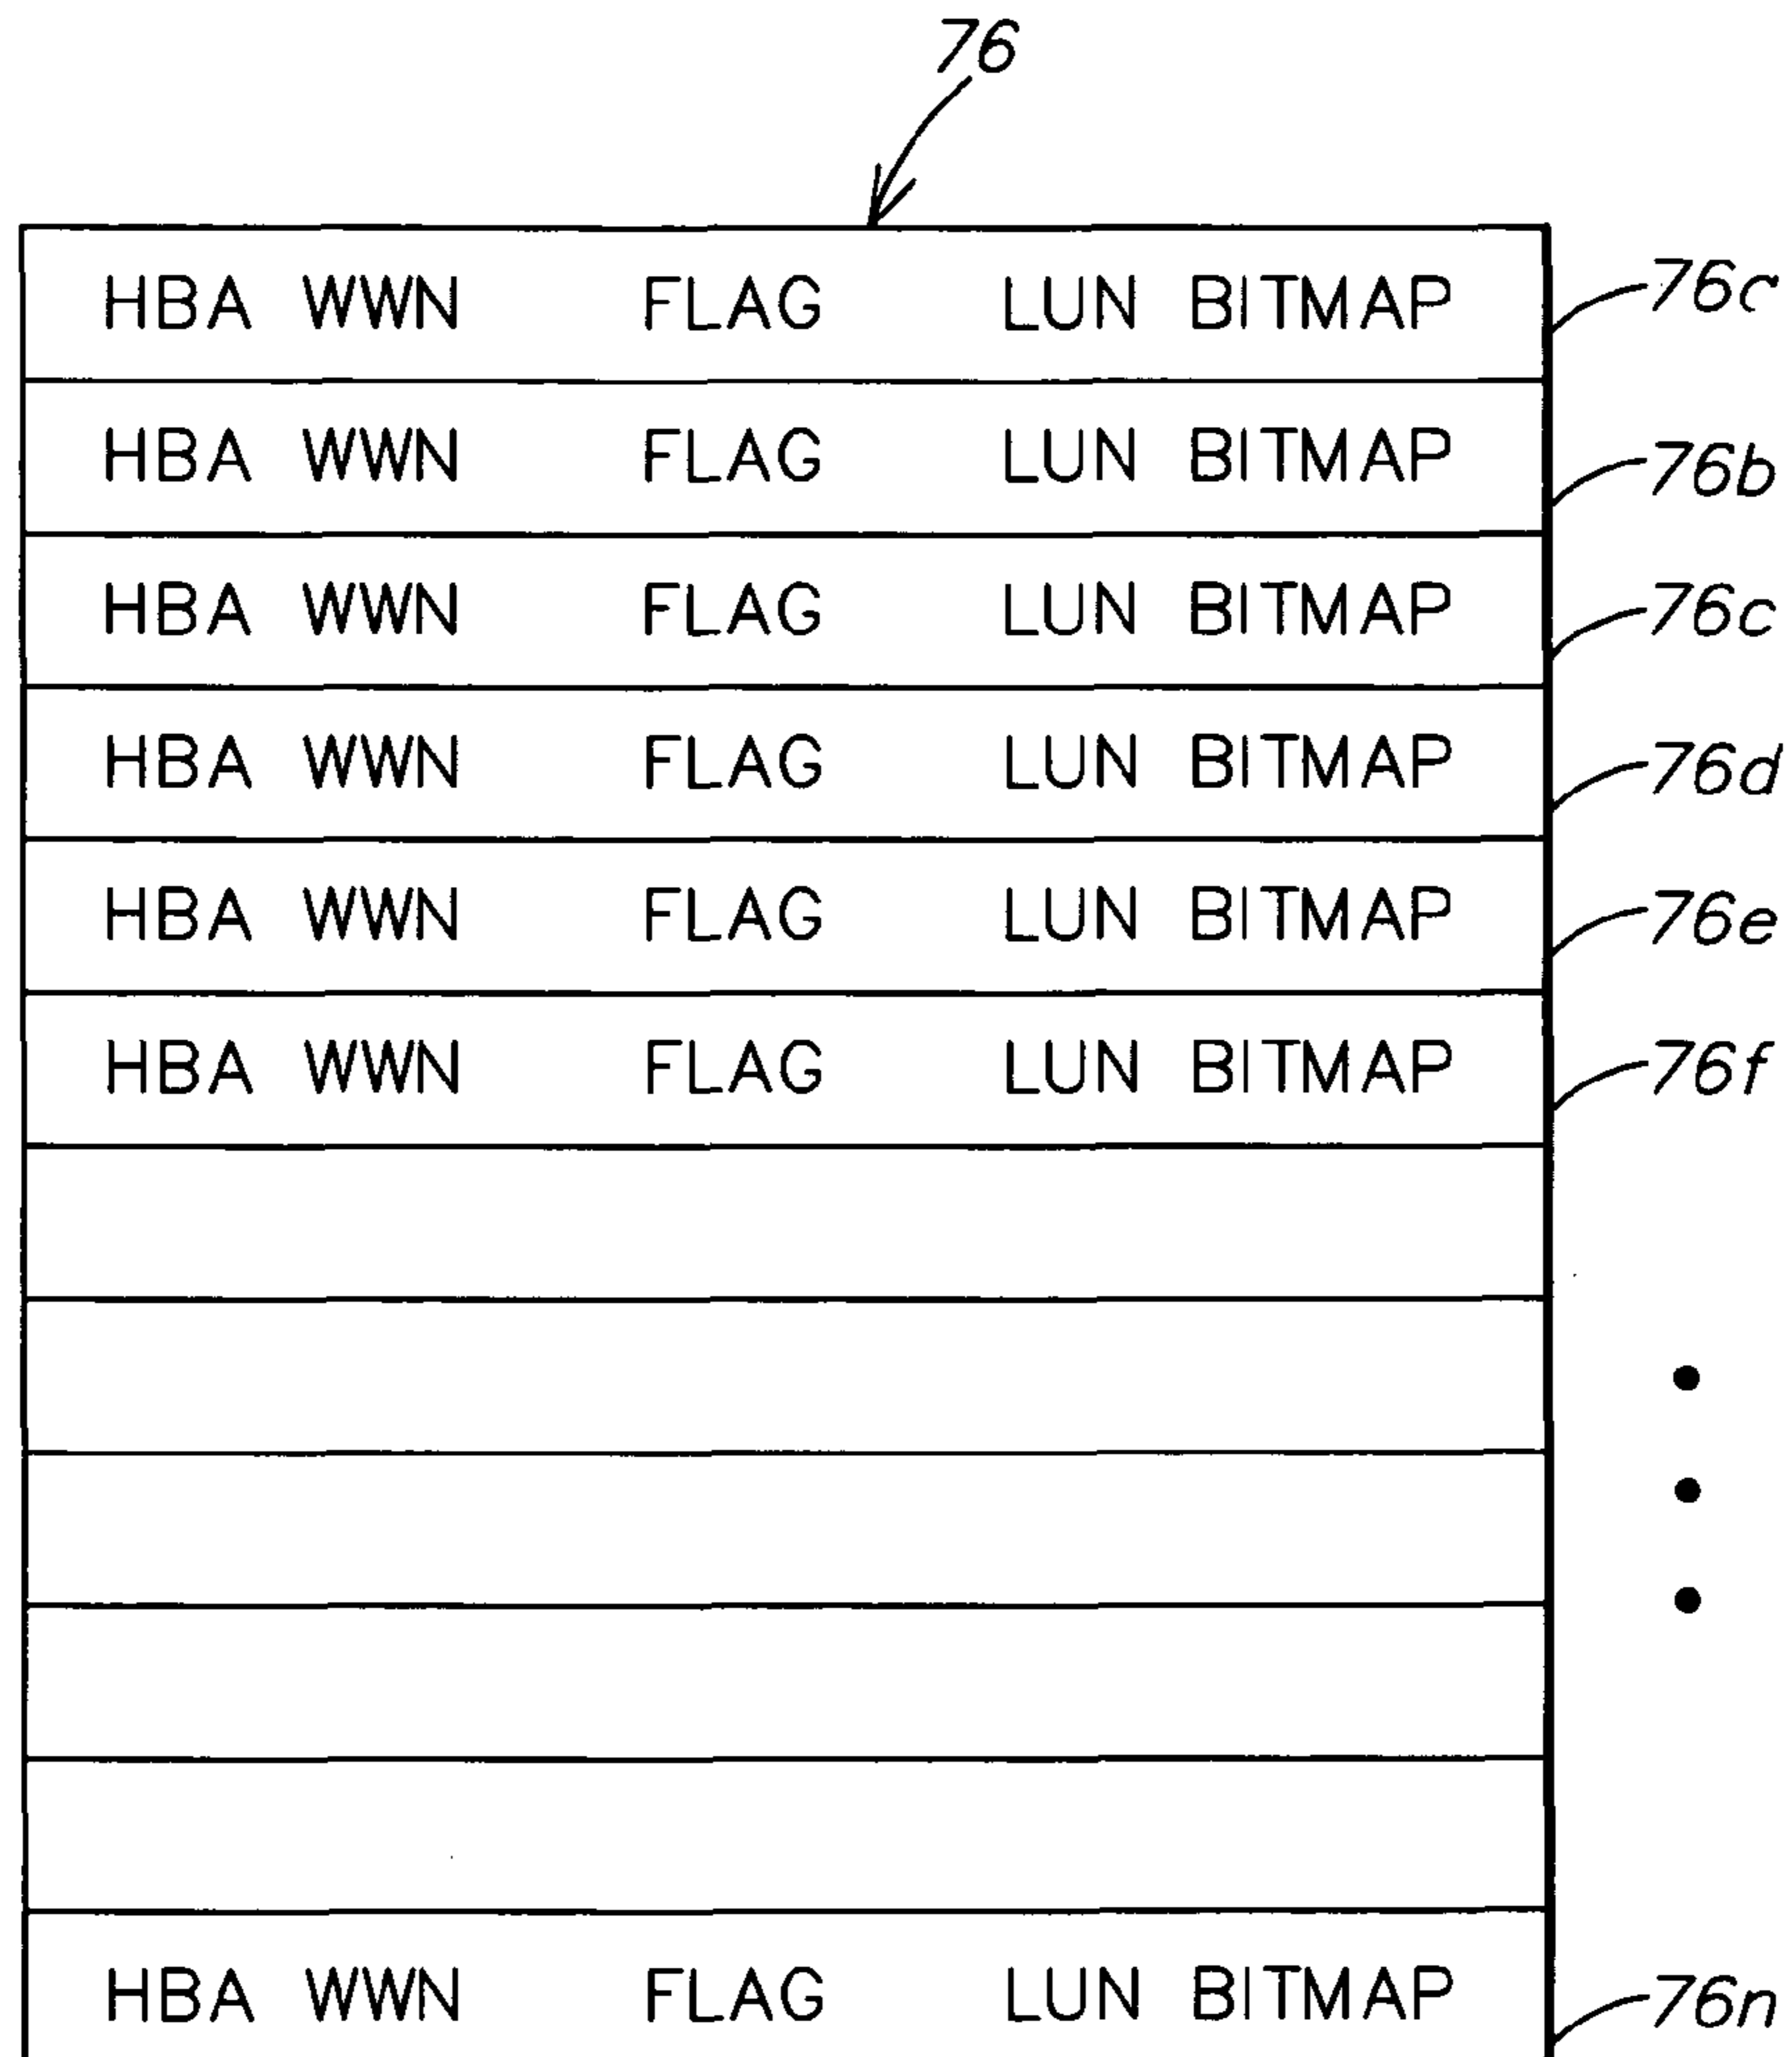 76
HBA WWN FLAG LUN BITMAP 76c
HBA WWN FLAG LUN BITMAP 76b
HBA WWN FLAG LUN BITMAP 76c
HBA WWN FLAG LUN BITMAP 76d
HBA WWN FLAG LUN BITMAP 76e
HBA WWN FLAG LUN BITMAP 76f
HBA WWN FLAG LUN BITMAP 76n